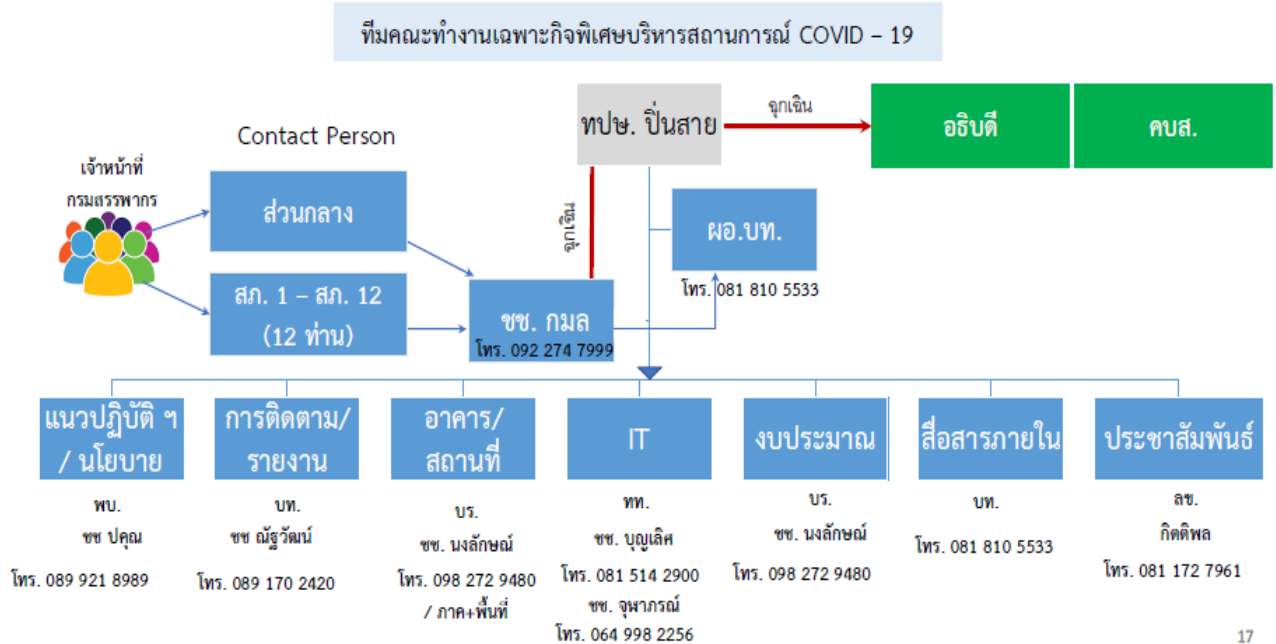 ทีมคณะทำงานเฉพาะกิจพิเศษบริหารสถานการณ์ COVID – 19
ทปษ. ปิ่นสาย
ฉุกเฉิน
อธิบดี
คบส.
Contact Person
เจ้าหน้าที่
กรมสรรพากร
ส่วนกลาง
ฉุกเฉิน
ผอ.บท.
โทร. 081 810 5533
สภ. 1 – สภ. 12
(12 ท่าน)
ชช. กมล
โทร. 092 274 7999
แนวปฏิบัติ ฯ
/ นโยบาย
การติดตาม/
รายงาน
อาคาร/
สถานที่
IT
งบประมาณ
สื่อสารภายใน
ประชาสัมพันธ์
พบ.
ชช ปคุณ
โทร. 089 921 8989
บท.
ชช ณัฐวัฒน์
โทร. 089 170 2420
บร.
ชช. นงลักษณ์
โทร. 098 272 9480
/ ภาค+พื้นที่
ทท.
ชช. บุญเลิศ
โทร. 081 514 2900
ชช. จุฬาภรณ์
โทร. 064 998 2256
บร.
ชช. นงลักษณ์
โทร. 098 272 9480
บท.
โทร. 081 810 5533
ลข.
กิตติพล
โทร. 081 172 7961
17